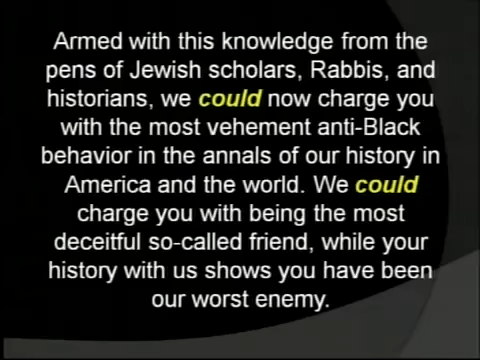 Armed with this knowledge from the
pens of Jewish scholars, Rabbis, and
historians, we could now charge you
with the most vehement anti-Black
behavior in the annals of our history in
America and the world. We could
charge you with being the most
deceitful so-called friend, while your
history with us shows you have been
our worst enemy.